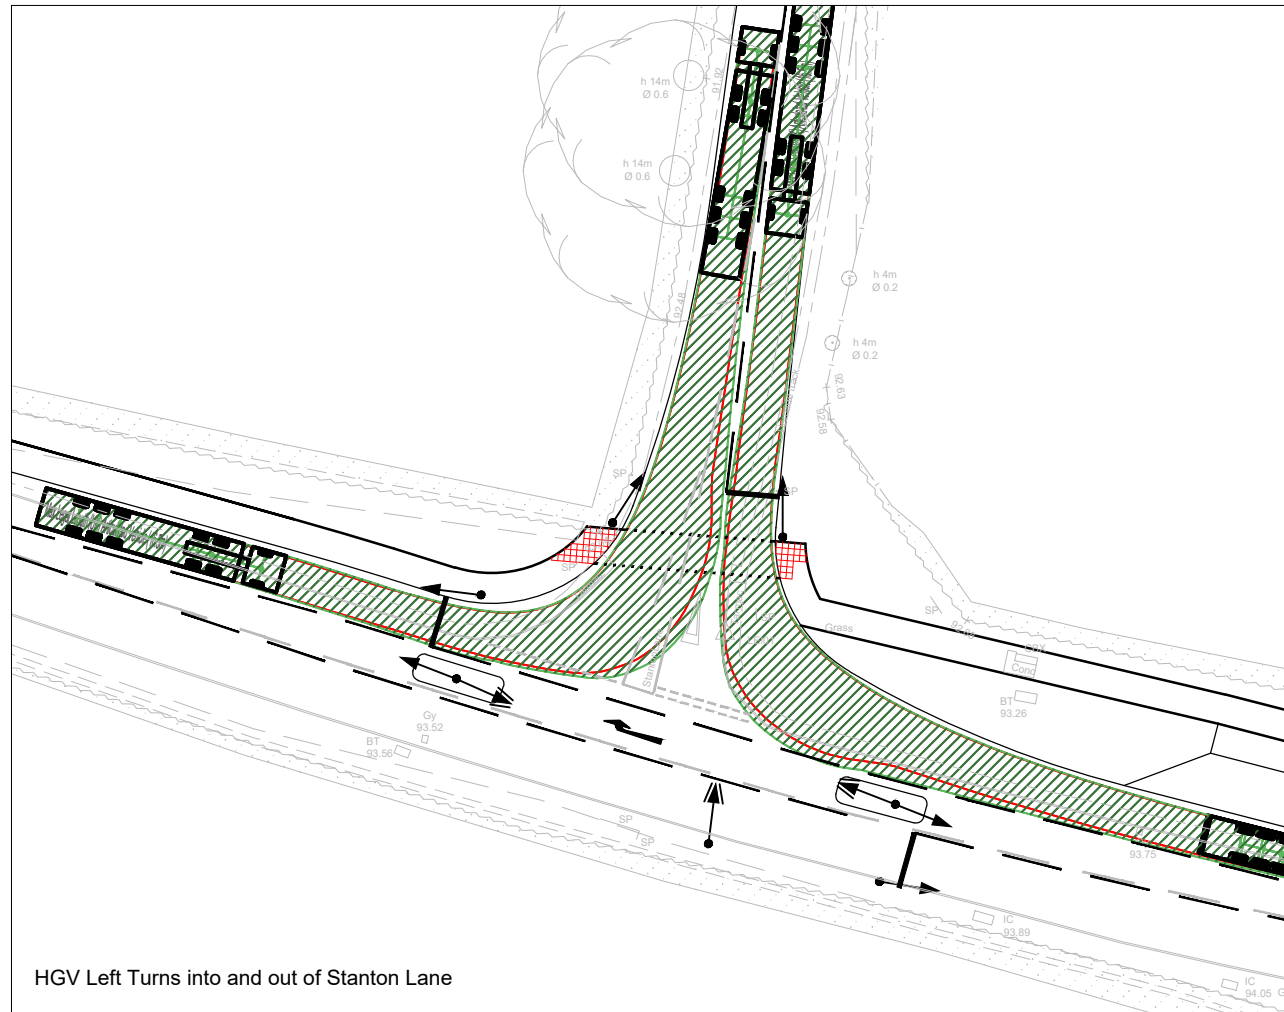 h 14m
Ø 0.6
91.92
h 14m
Ø 0.6
h 4m
Ø 0.2
92.48
h 4m
Ø 0.2
92.63
92.58
SP
SP
SP
SP
Grass
Cond
BT
93.26
Gy
93.52
BT
93.56
SP
SP
93.75
IC
93.89
IC
94.05
G
HGV Left Turns into and out of Stanton Lane